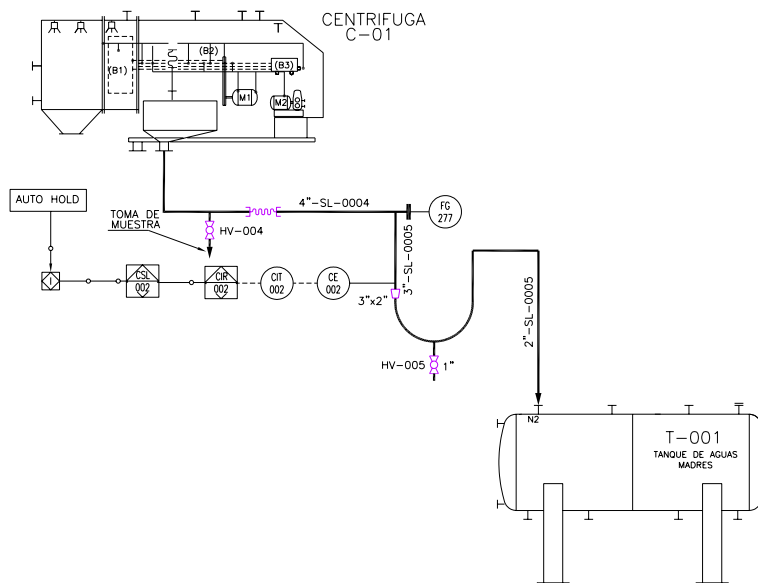 CENTRIFUGA
C-01
(B1)
(B2)
(B3)
M1
M2
4"-SL-0004
FG
277
AUTO HOLD
TOMA DE
MUESTRA
HV-004
3"-SL-0005
I
CSL
002
CIR
002
CIT
002
CE
002
3"x2"
2"-SL-0005
HV-005
1"
N2
T-001
TANQUE DE AGUAS
MADRES